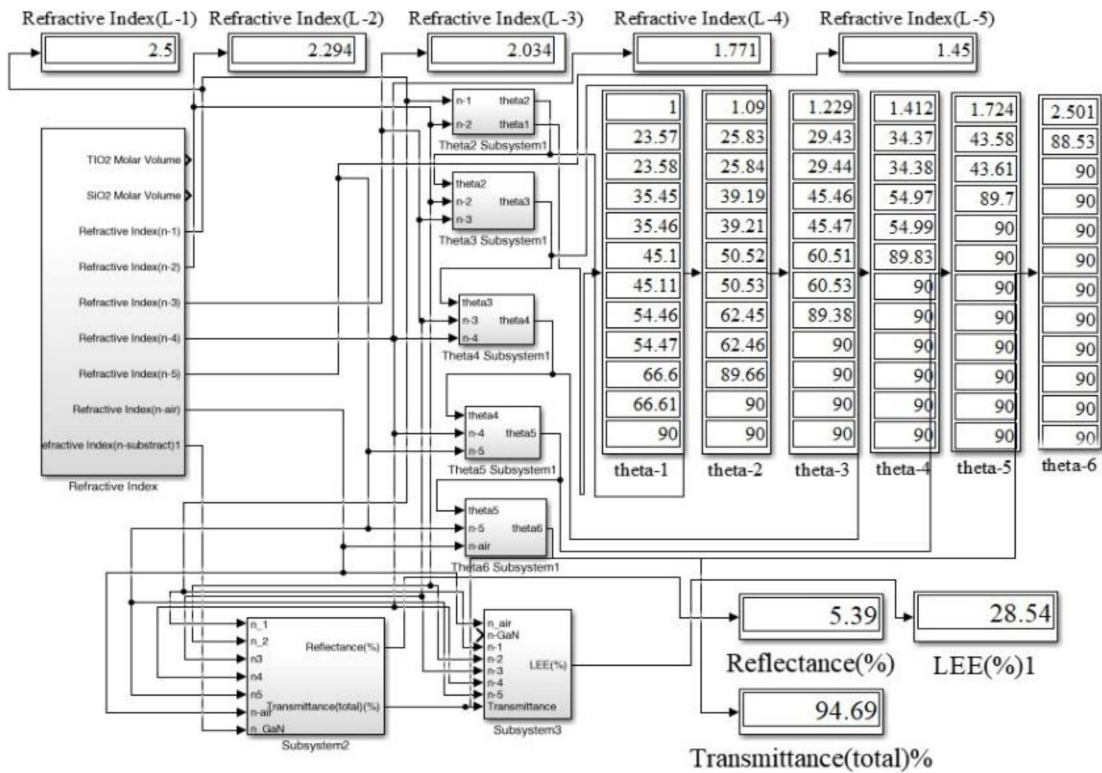 Refractive Index(L-1)
Refractive Index(L-2)
Refractive Index(L-3)
Refractive Index(L-4)
Refractive Index(L-5)
2.5
2.294
2.034
1.771
1.45
TIO2 Molar Volume
SiO2 Molar Volume
Refractive Index(n-1)
Refractive Index(n-2)
Refractive Index(n-3)
Refractive Index(n-4)
Refractive Index(n-5)
Refractive Index(n-air)
efractive Index(n-substract)1
Refractive Index
n-1 theta2
n-2 theta1
Theta2 Subsystem1
theta2
n-2 theta3
n-3
Theta3 Subsystem1
theta3
n-3 theta4
n-4
Theta4 Subsystem1
theta4
n-4 theta5
n-5
Theta5 Subsystem1
theta5
n-5 theta6
n-air
Theta6 Subsystem1
1
23.57
23.58
35.45
35.46
45.1
45.11
54.46
54.47
66.6
66.61
90
theta-1
1.09
25.83
25.84
39.19
39.21
50.52
50.53
62.45
62.46
89.66
90
90
theta-2
1.229
29.43
29.44
45.46
45.47
60.51
60.53
89.38
90
90
90
90
theta-3
1.412
34.37
34.38
54.97
54.99
89.83
90
90
90
90
90
90
theta-4
1.724
43.58
43.61
89.7
90
90
90
90
90
90
90
90
theta-5
2.501
88.53
90
90
90
90
90
90
90
90
90
90
theta-6
n_1
n_2
n3
n4
n5
n-air
n_GaN
Reflectance(%)
Transmittance(total)(%)
Subsystem2
n_air
n-GaN
n-1
n-2
n-3
n-4
n-5
Transmittance
LEE(%)
Subsystem3
5.39
Reflectance(%)
28.54
LEE(%)1
94.69
Transmittance(total)%